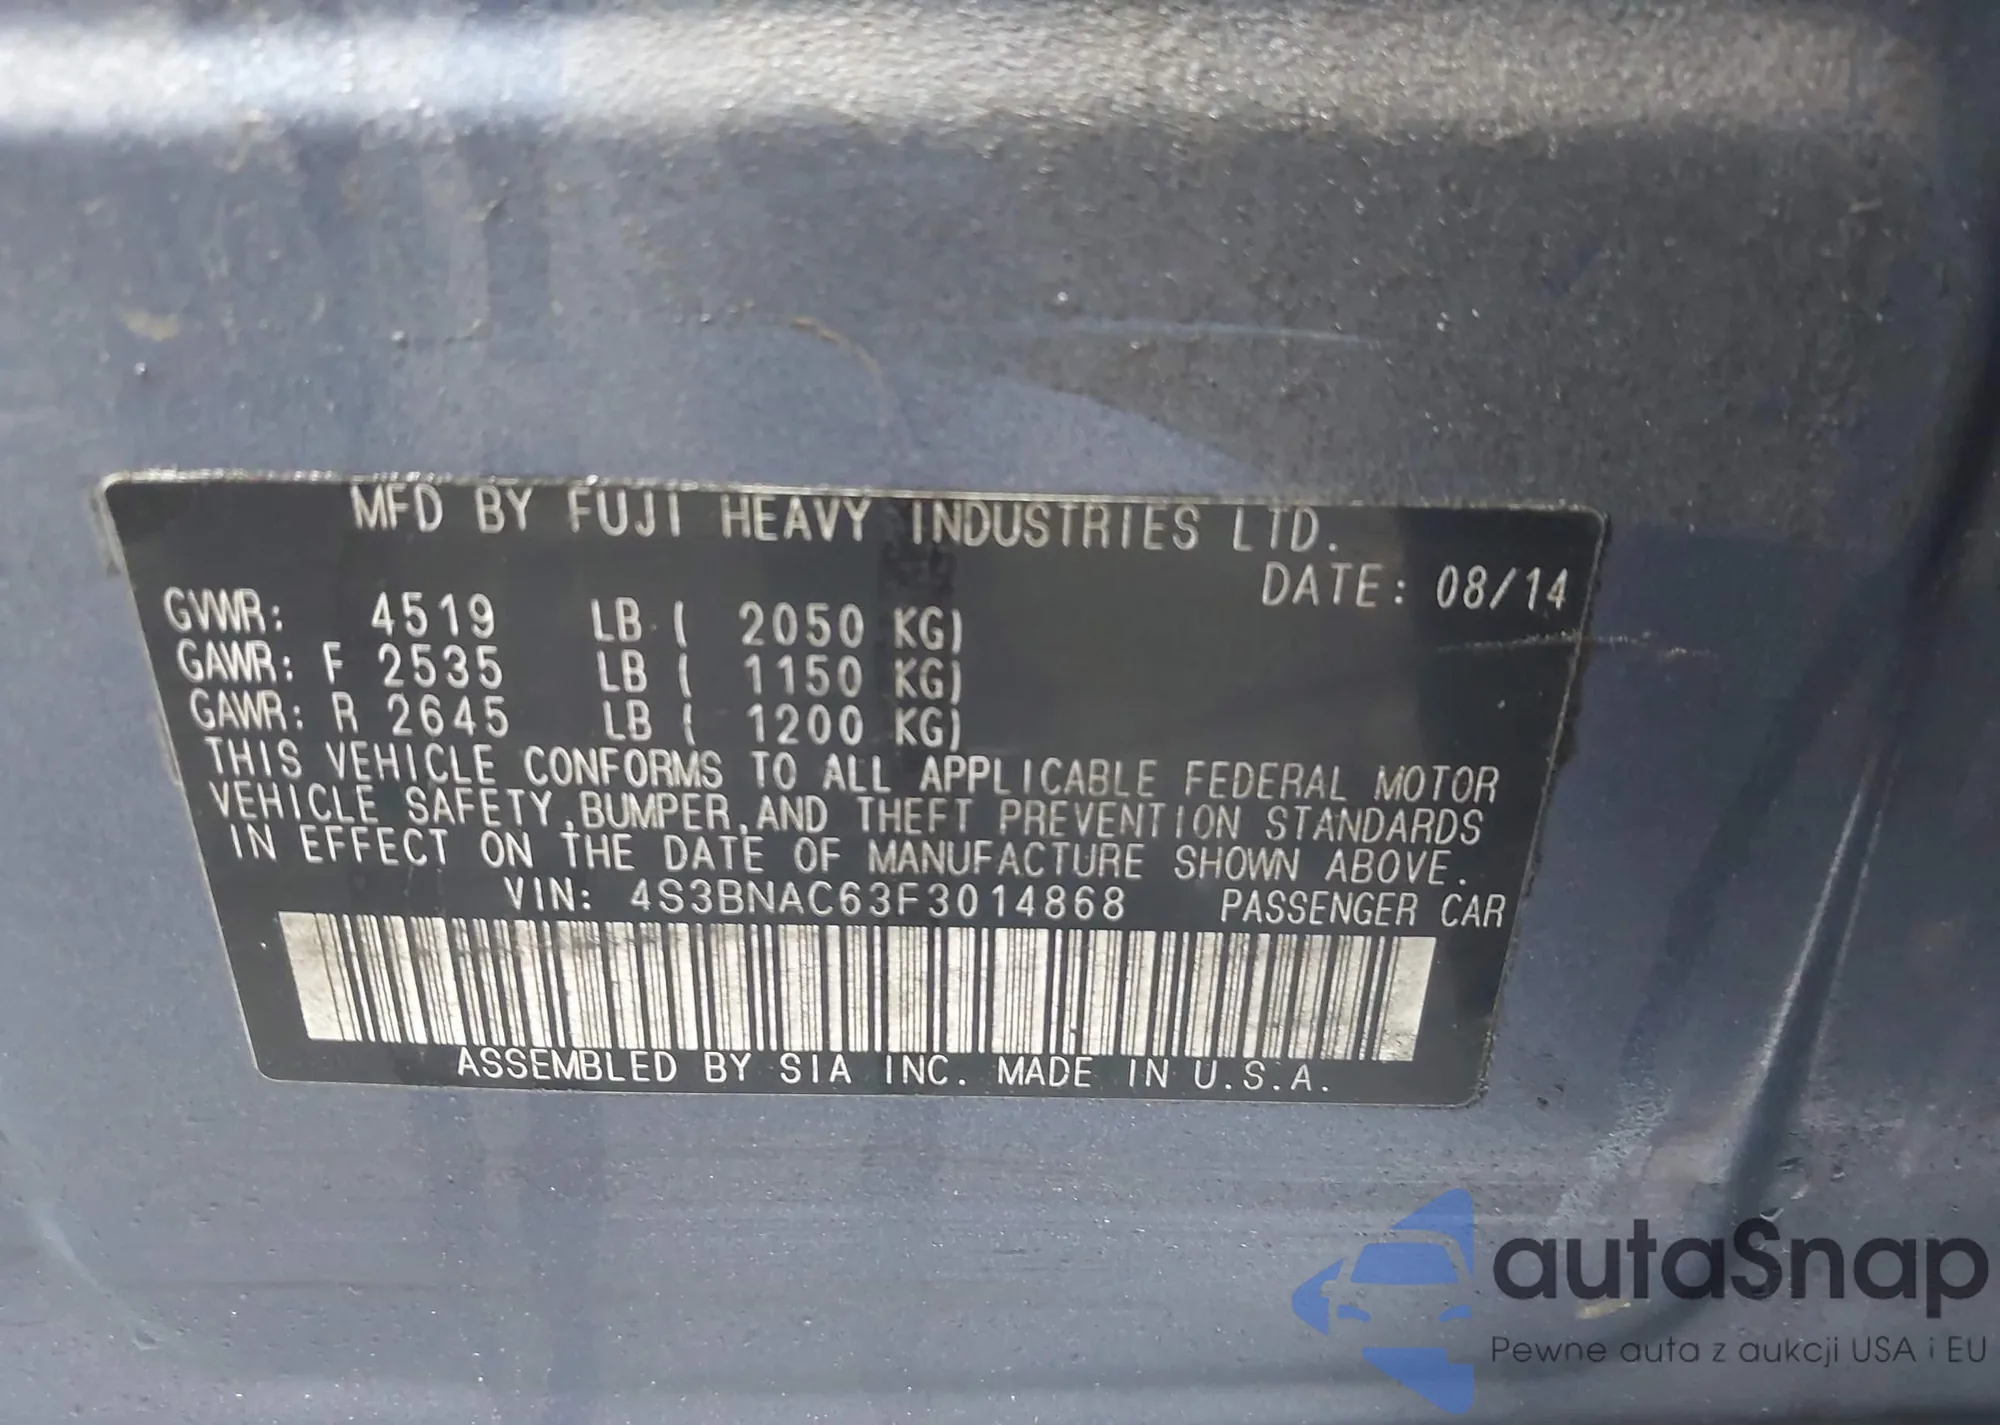 MFD BY FUJI HEAVY INDUSTRIES LTD.
DATE: 08/14
GVWR: 4519 LB ( 2050 KG)
GAWR: F 2535 LB ( 1150 KG)
GAWR: R 2645 LB ( 1200 KG)
THIS VEHICLE CONFORMS TO ALL APPLICABLE FEDERAL MOTOR
VEHICLE SAFETY,BUMPER,AND THEFT PREVENTION STANDARDS
IN EFFECT ON THE DATE OF MANUFACTURE SHOWN ABOVE.
VIN: 4S3BNAC63F3014868 PASSENGER CAR
ASSEMBLED BY SIA INC. MADE IN U.S.A.
autaSnap
Pewne auta z aukcji USA i EU